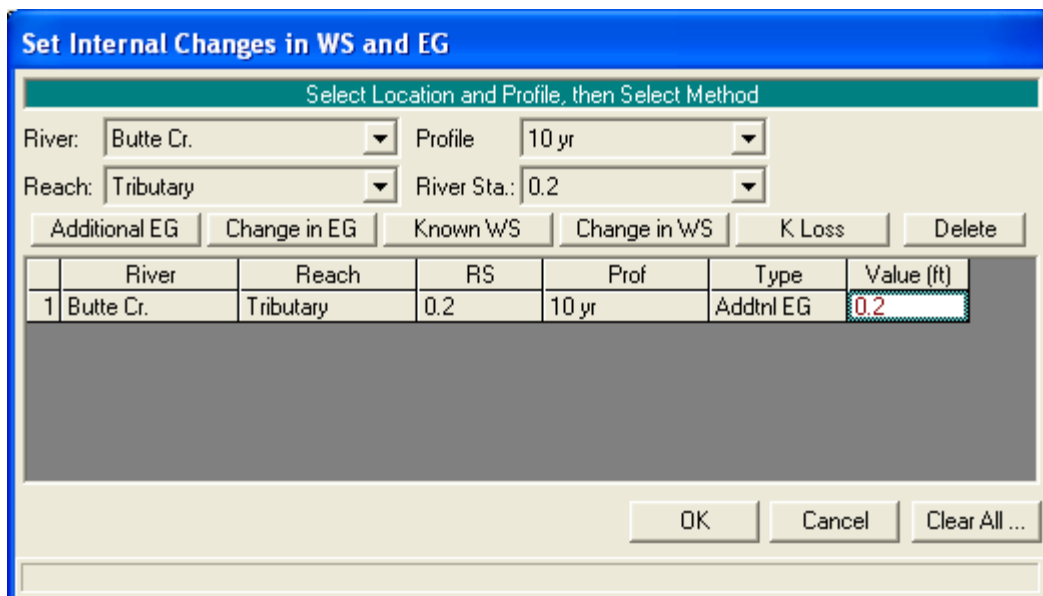 Set Internal Changes in WS and EG
Select Location and Profile, then Select Method
River: Butte Cr. Profile 10 yr
Reach: Tributary River Sta.: 0.2
Additional EG Change in EG Known WS Change in WS K Loss Delete
River Reach RS Prof Type Value (ft)
1 Butte Cr. Tributary 0.2 10 yr Addtnl EG 0.2
OK Cancel Clear All ...